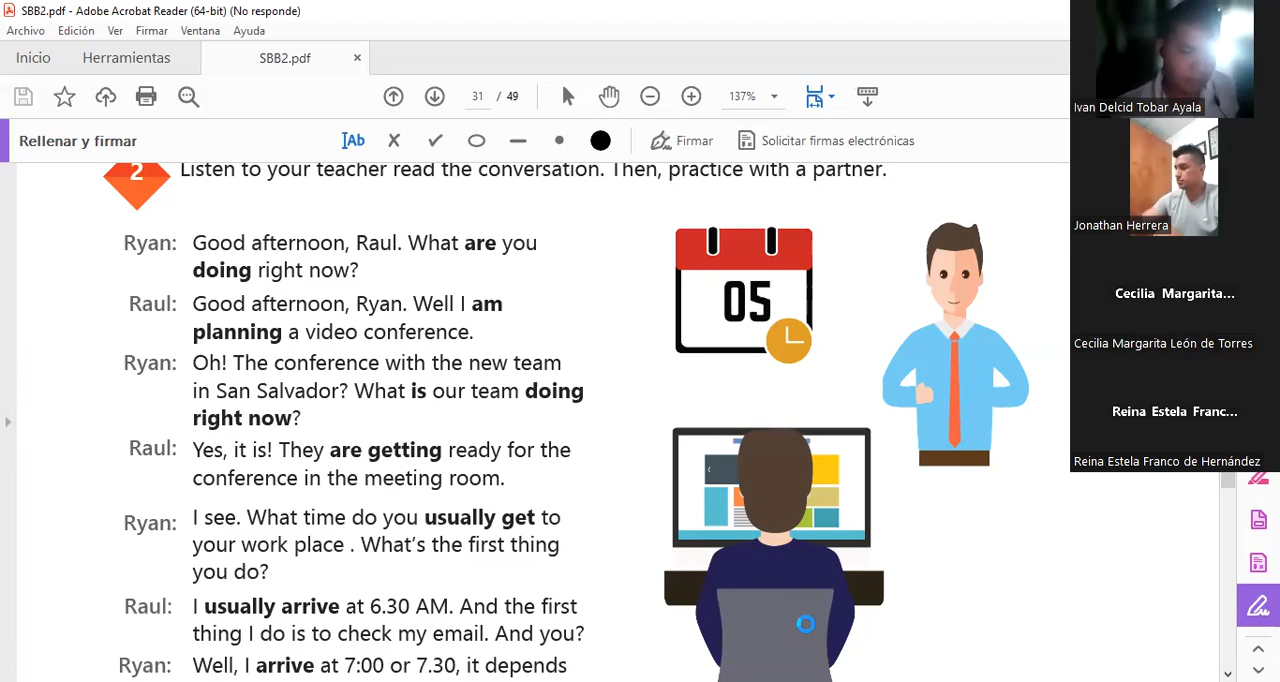 SBB2.pdf - Adobe Acrobat Reader (64-bit) (No responde)
Archivo Edición Ver Firmar Ventana Ayuda
Inicio Herramientas SBB2.pdf ×
31 / 49 137%
Rellenar y firmar Ab Firmar Solicitar firmas electrónicas
2 Listen to your teacher read the conversation. Then, practice with a partner.
Ryan: Good afternoon, Raul. What are you
doing right now?
Raul: Good afternoon, Ryan. Well I am
planning a video conference.
Ryan: Oh! The conference with the new team
in San Salvador? What is our team doing
right now?
Raul: Yes, it is! They are getting ready for the
conference in the meeting room.
Ryan: I see. What time do you usually get to
your work place . What's the first thing
you do?
Raul: I usually arrive at 6.30 AM. And the first
thing I do is to check my email. And you?
Ryan: Well, I arrive at 7:00 or 7.30, it depends
05
Ivan Delcid Tobar Ayala
Jonathan Herrera
Cecilia Margarita...
Cecilia Margarita León de Torres
Reina Estela Franc...
Reina Estela Franco de Hernández